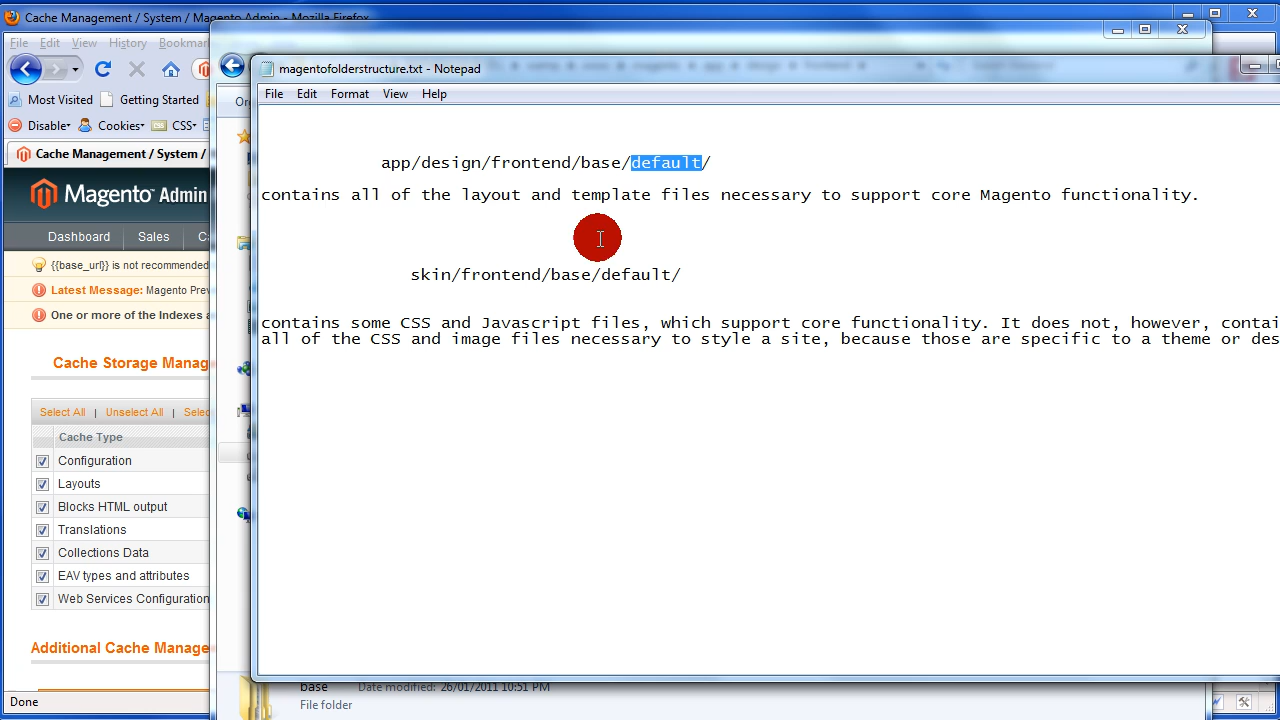 Cache Management / System / Magento Admin - Mozilla Firefox
File Edit View History Bookmar
magentofolderstructure.txt - Notepad
File Edit Format View Help
Most Visited Getting Started
Disable Cookies CSS
Cache Management / System /
Magento Admin
Dashboard Sales C
{{base_url}} is not recommended
Latest Message: Magento Prev
One or more of the Indexes a
Cache Storage Manag
Select All | Unselect All | Selec
Cache Type
Configuration
Layouts
Blocks HTML output
Translations
Collections Data
EAV types and attributes
Web Services Configuration
Additional Cache Manage
Done
Or
app/design/frontend/base/default/
contains all of the layout and template files necessary to support core Magento functionality.
skin/frontend/base/default/
contains some CSS and Javascript files, which support core functionality. It does not, however, contai
all of the CSS and image files necessary to style a site, because those are specific to a theme or des
base Date modified: 26/01/2011 10:51 PM
File folder